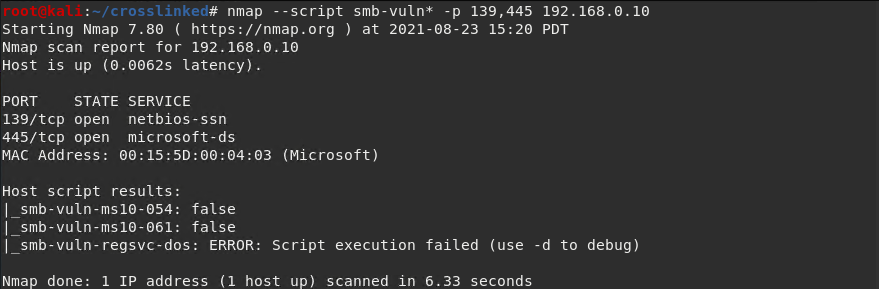 root@kali:~/crosslinked# nmap --script smb-vuln* -p 139,445 192.168.0.10
Starting Nmap 7.80 ( https://nmap.org ) at 2021-08-23 15:20 PDT
Nmap scan report for 192.168.0.10
Host is up (0.0062s latency).
PORT    STATE SERVICE
139/tcp open  netbios-ssn
445/tcp open  microsoft-ds
MAC Address: 00:15:5D:00:04:03 (Microsoft)
Host script results:
|_smb-vuln-ms10-054: false
|_smb-vuln-ms10-061: false
|_smb-vuln-regsvc-dos: ERROR: Script execution failed (use -d to debug)
Nmap done: 1 IP address (1 host up) scanned in 6.33 seconds